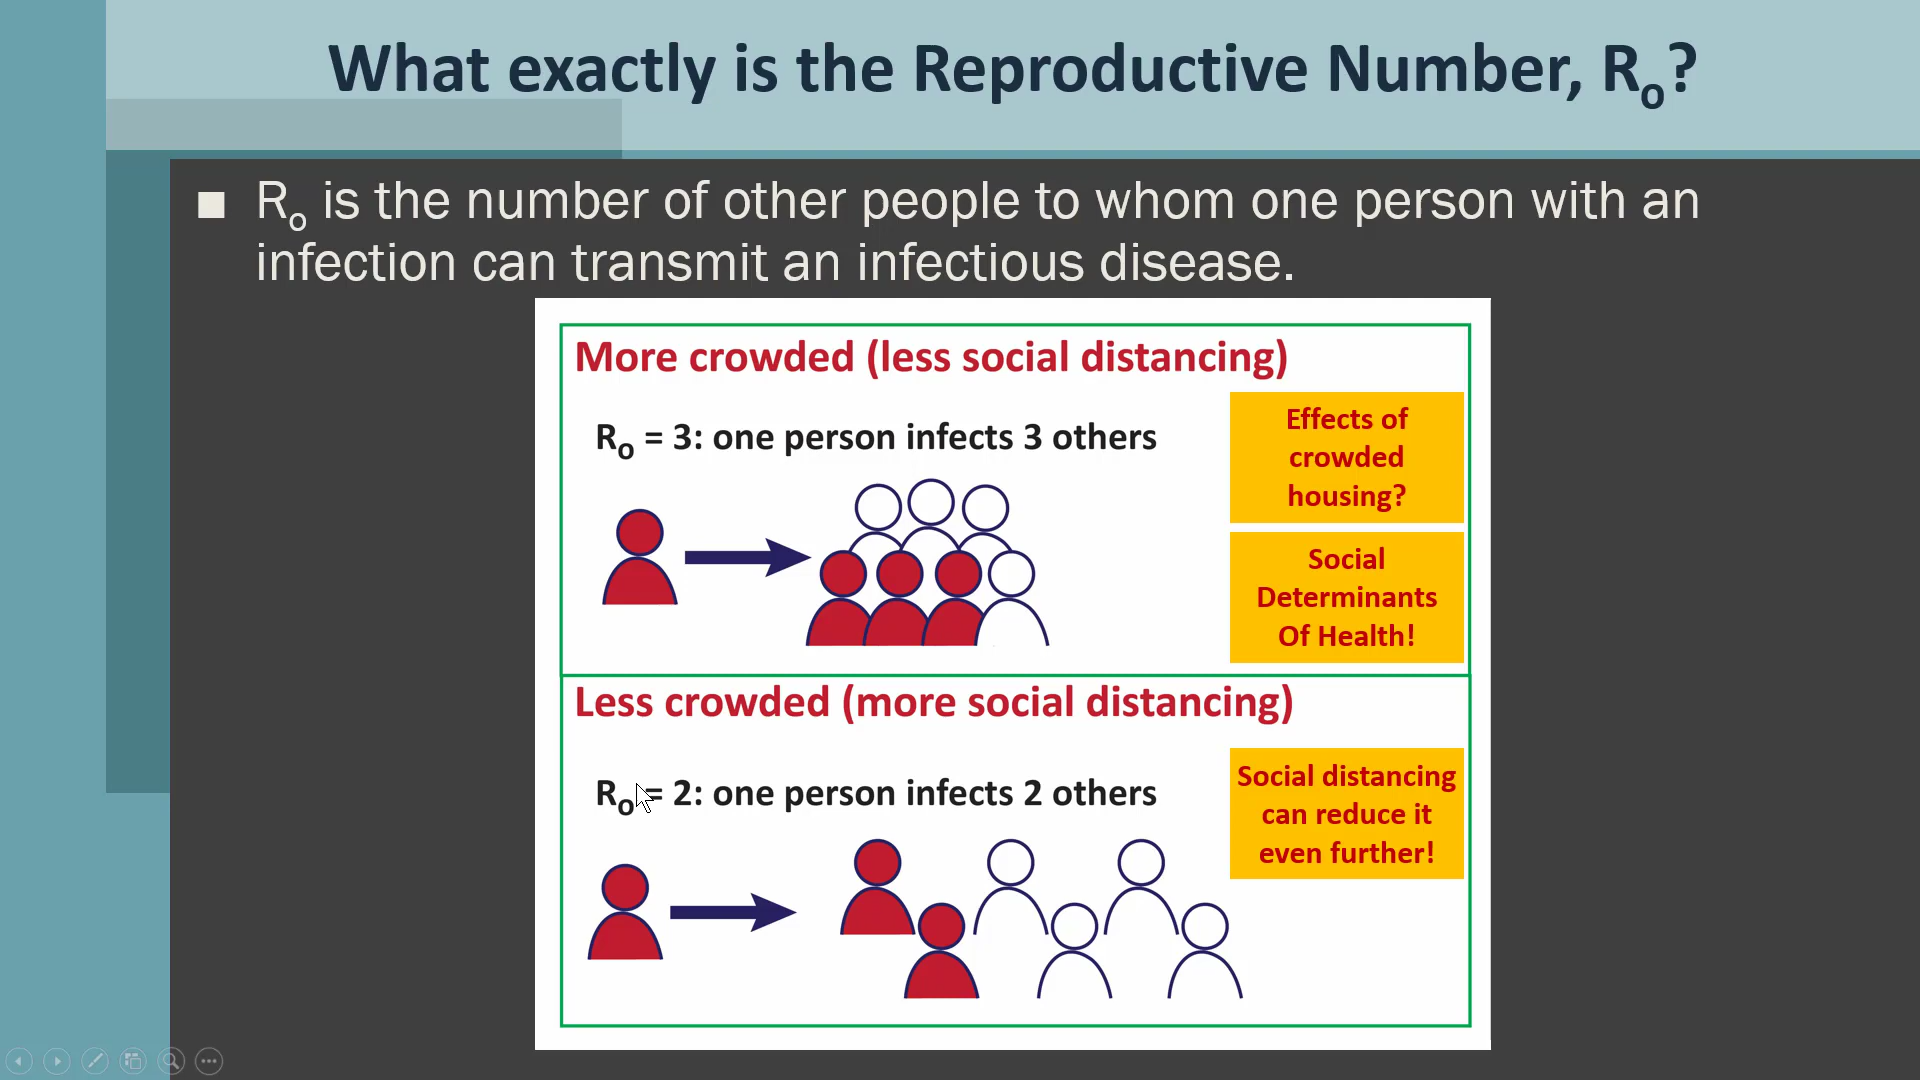 What exactly is the Reproductive Number, Ro?
■ Ro is the number of other people to whom one person with an
infection can transmit an infectious disease.
More crowded (less social distancing)
Ro = 3: one person infects 3 others
Effects of
crowded
housing?
Social
Determinants
Of Health!
Less crowded (more social distancing)
Ro = 2: one person infects 2 others
Social distancing
can reduce it
even further!